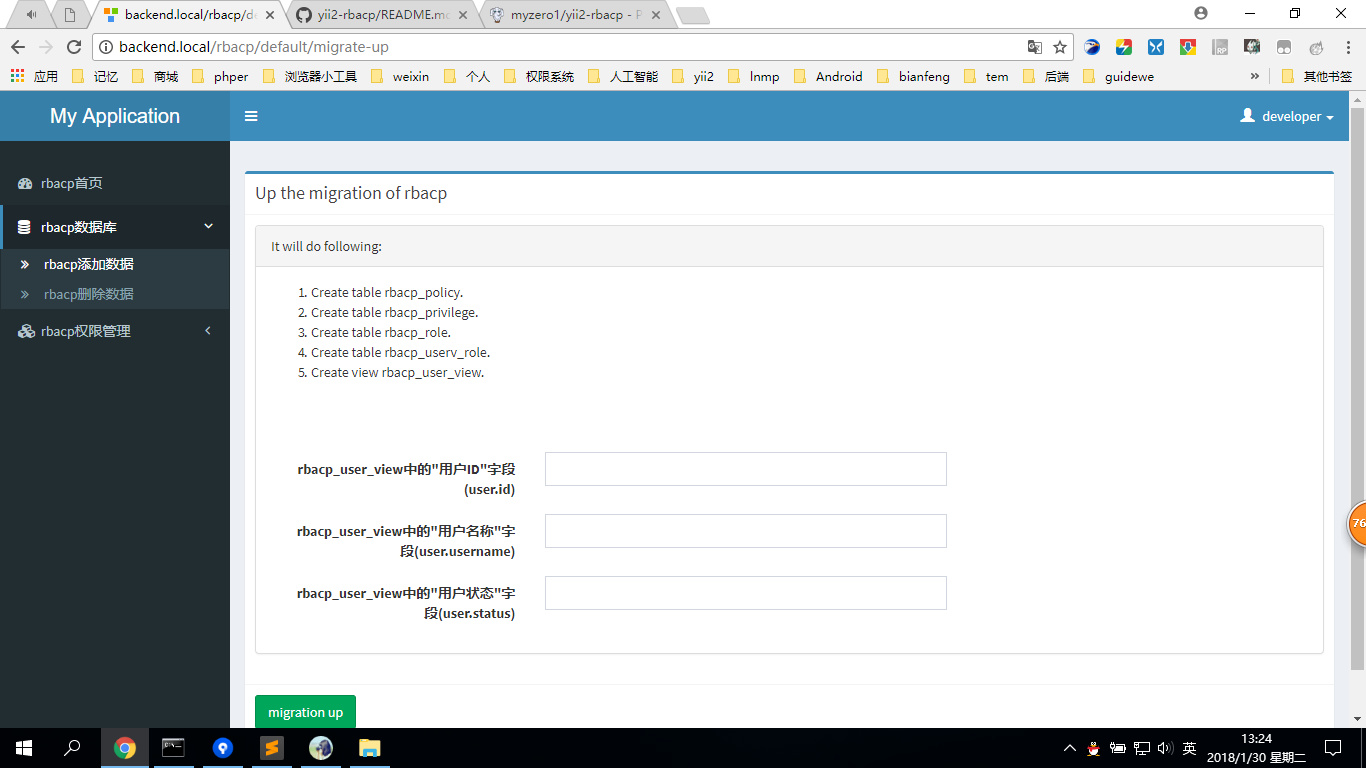 backend.local/rbacp/de
yii2-rbacp/README.md
myzero1/yii2-rbacp - P
backend.local/rbacp/default/migrate-up
应用 记忆 商城 phper 浏览器小工具 weixin 个人 权限系统 人工智能 yii2 lnmp Android bianfeng tem 后端 guidewe » 其他书签
My Application
developer
rbacp首页
rbacp数据库
rbacp添加数据
rbacp删除数据
rbacp权限管理
Up the migration of rbacp
It will do following:
1. Create table rbacp_policy.
2. Create table rbacp_privilege.
3. Create table rbacp_role.
4. Create table rbacp_userv_role.
5. Create view rbacp_user_view.
rbacp_user_view中的"用户ID"字段
(user.id)
rbacp_user_view中的"用户名称"字
段(user.username)
rbacp_user_view中的"用户状态"字
段(user.status)
76
migration up
英
13:24
2018/1/30 星期二